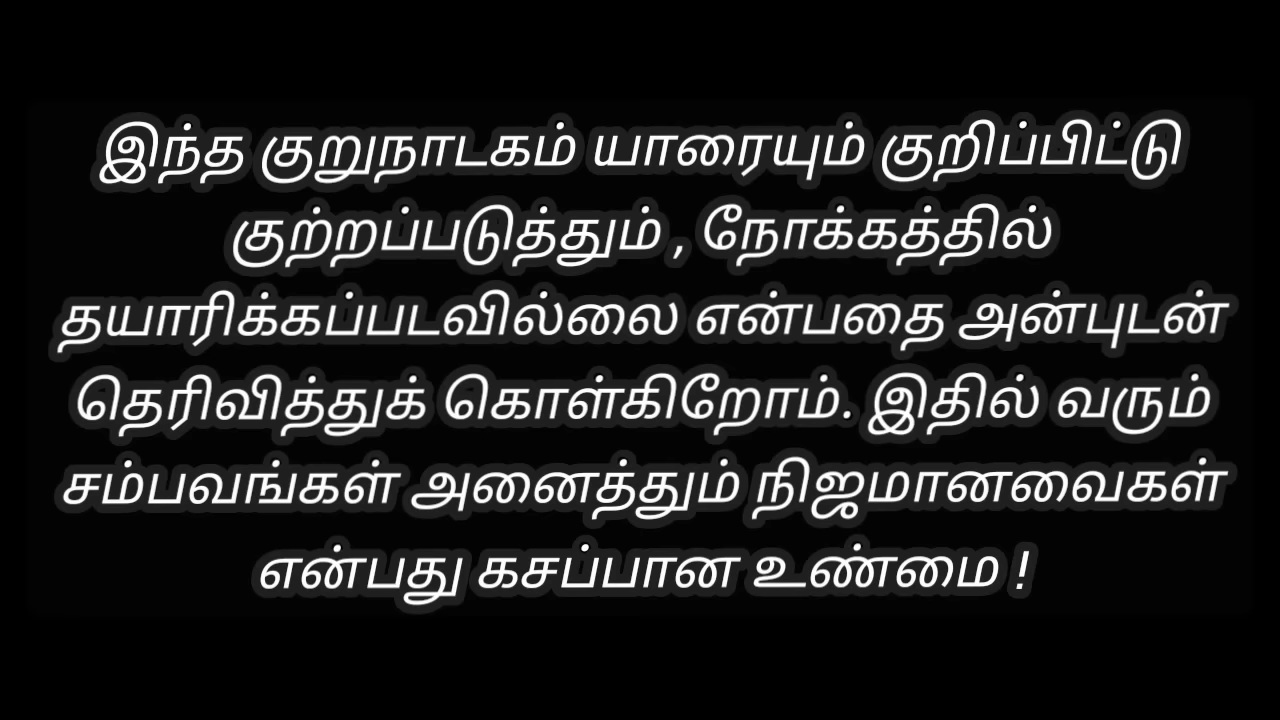 இந்த குறுநாடகம் யாரையும் குறிப்பிட்டு
குற்றப்படுத்தும் , நோக்கத்தில்
தயாரிக்கப்படவில்லை என்பதை அன்புடன்
தெரிவித்துக் கொள்கிறோம். இதில் வரும்
சம்பவங்கள் அனைத்தும் நிஜமானவைகள்
என்பது கசப்பான உண்மை !